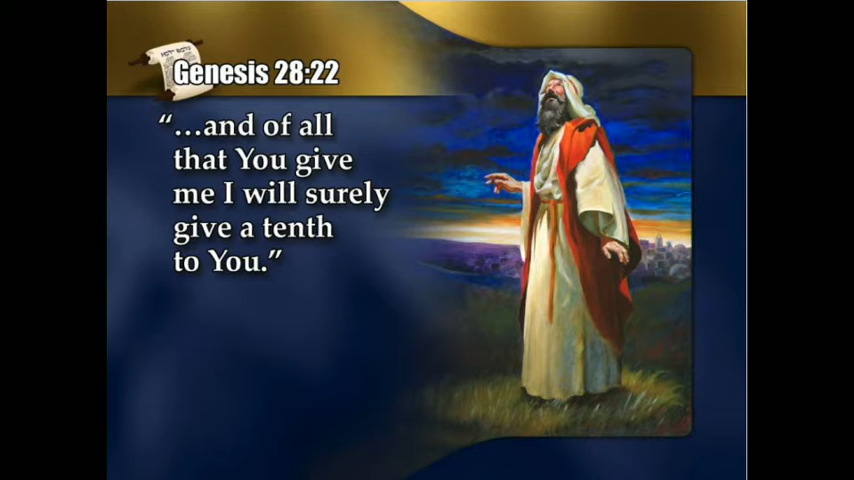 Genesis 28:22
“…and of all
that You give
me I will surely
give a tenth
to You.”